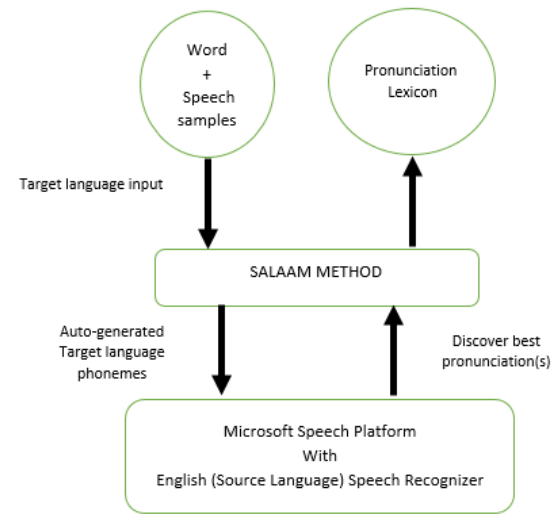 Word
+
Speech
samples
Pronunciation
Lexicon
Target language input
SALAAM METHOD
Auto-generated
Target language
phonemes
Discover best
pronunciation(s)
Microsoft Speech Platform
With
English (Source Language) Speech Recognizer